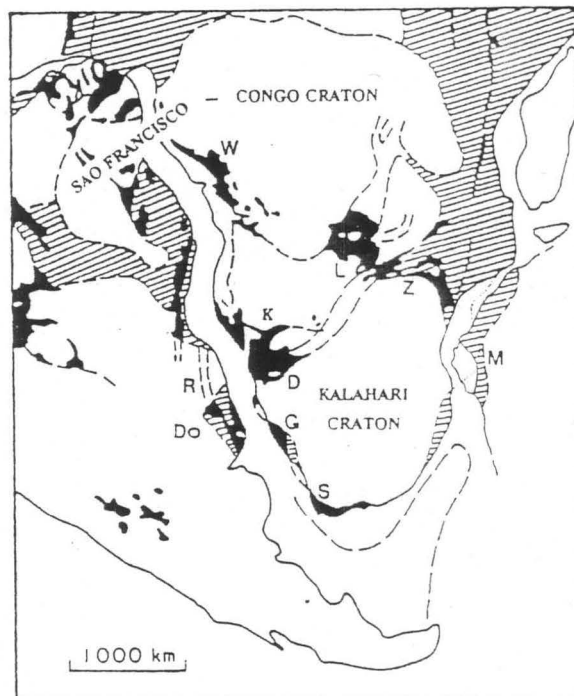 – CONGO CRATON
SAO FRANCISCO
W
L
Z
K
M
D
R
KALAHARI
CRATON
G
Do
S
1000 km